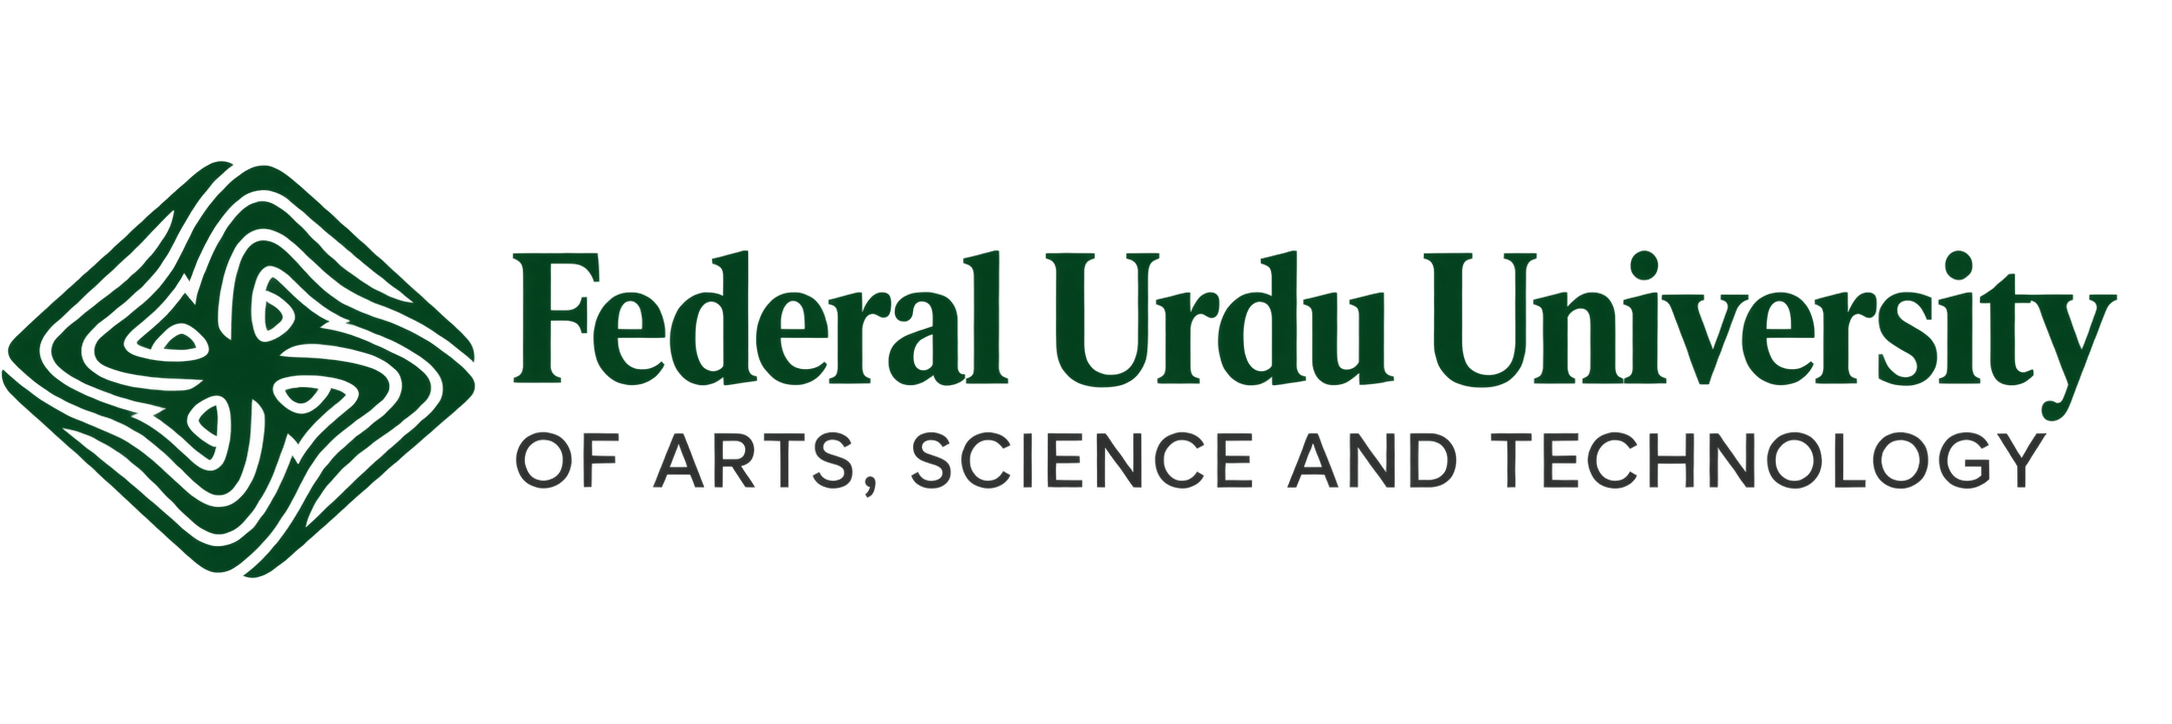 Federal Urdu University
OF ARTS, SCIENCE AND TECHNOLOGY